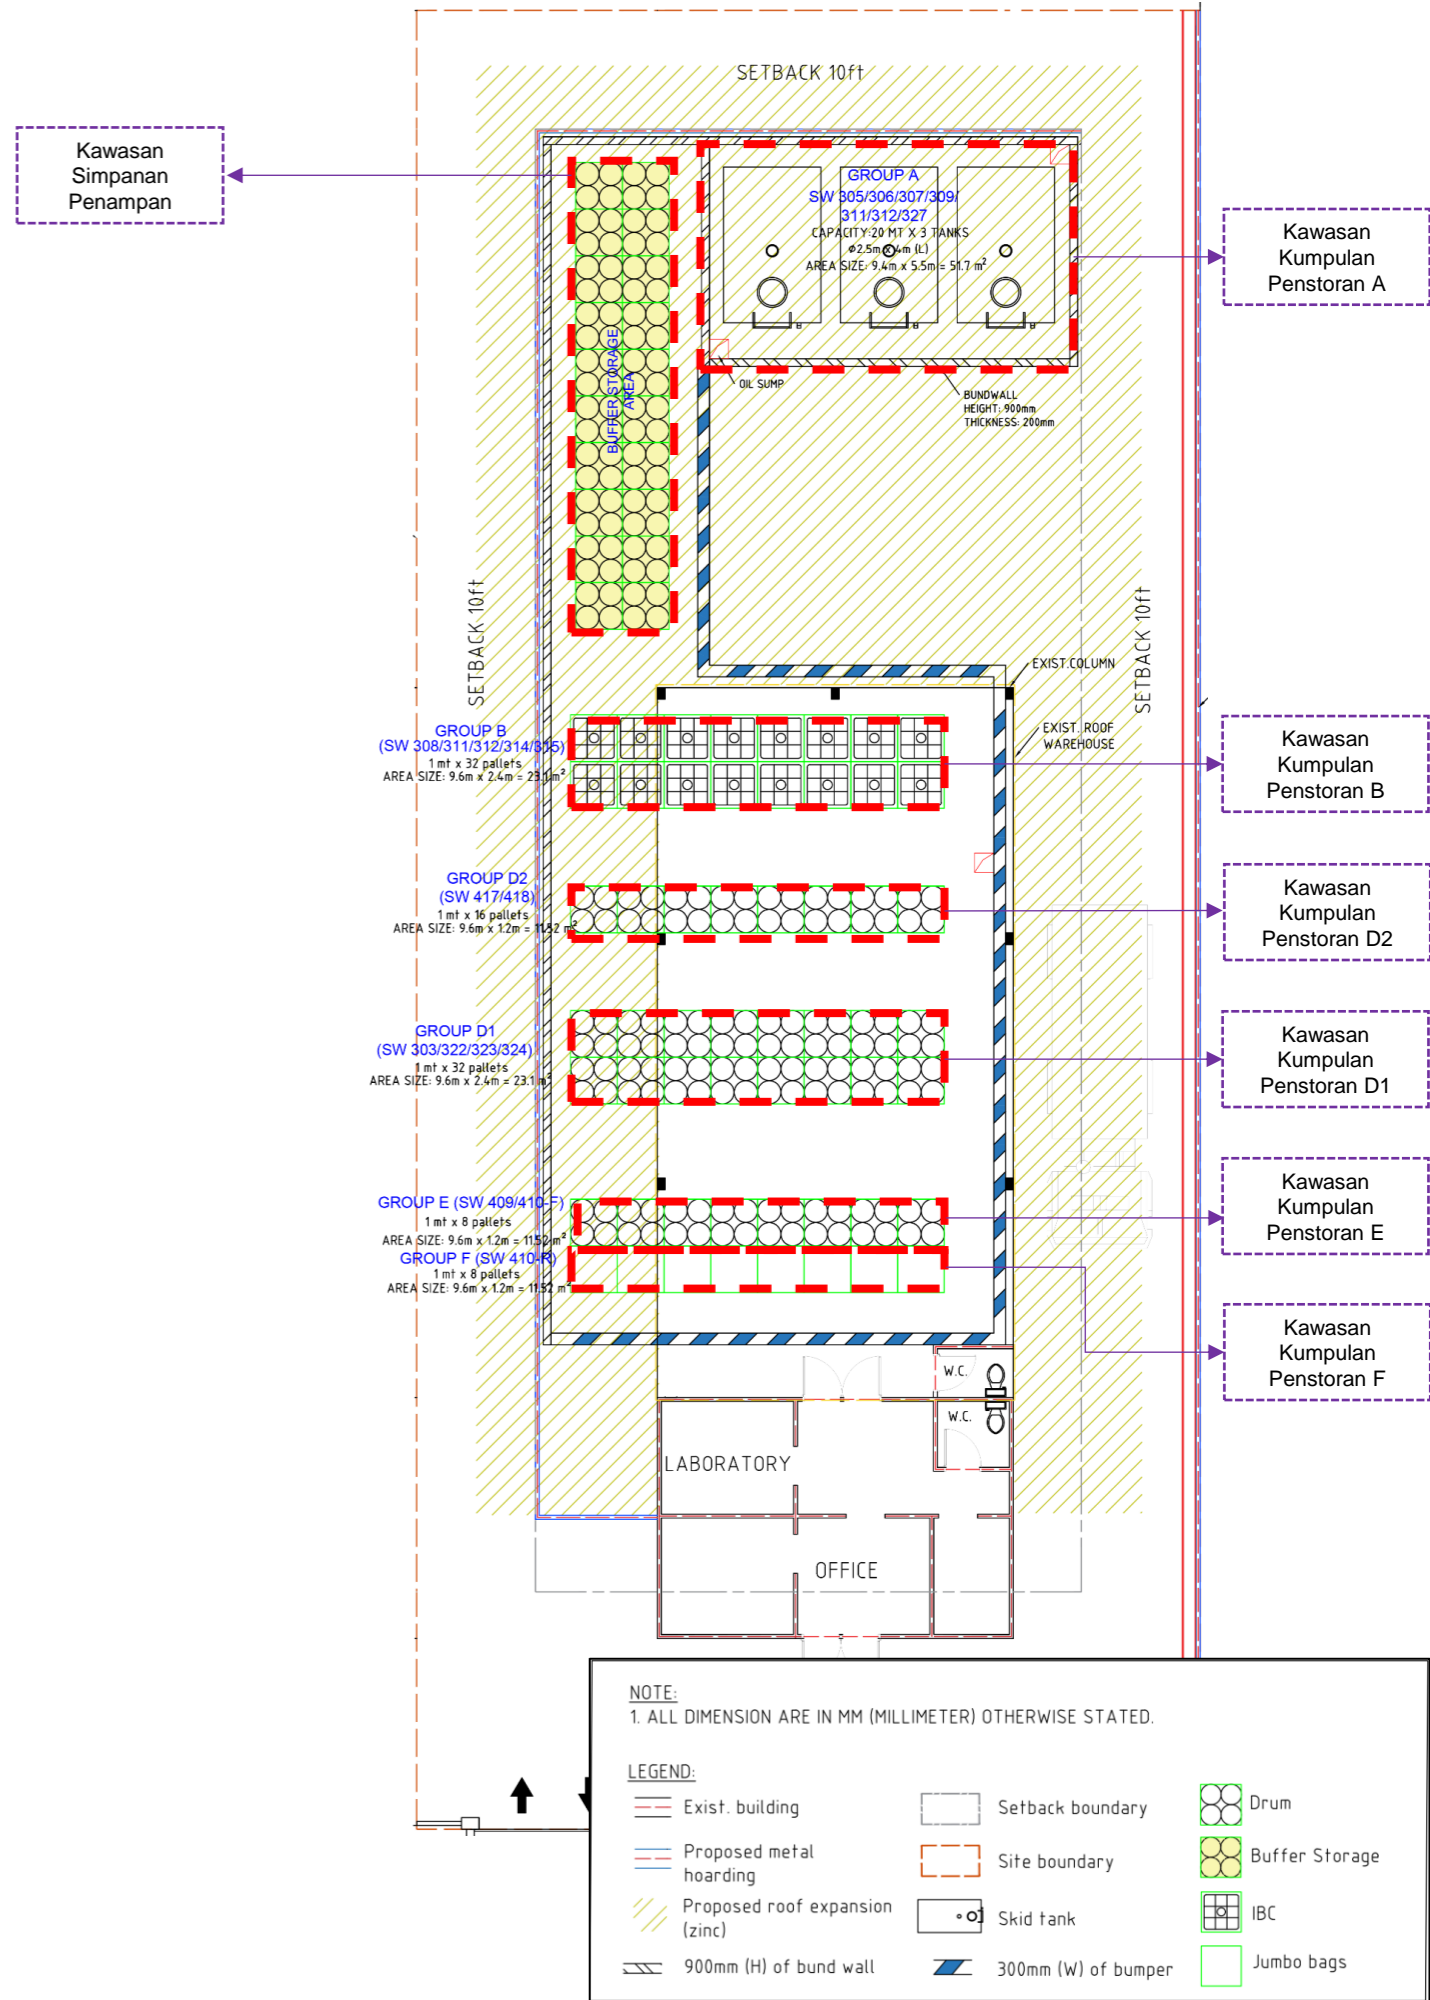 SETBACK 10ft
Kawasan
Simpanan
Penampan
GROUP A
SW 305/306/307/309/
311/312/327
CAPACITY:20 MT X 3 TANKS
φ2.5m x 4m (L)
AREA SIZE: 9.4m x 5.5m = 51.7 m²
Kawasan
Kumpulan
Penstoran A
BUFFER STORAGE
AREA
OIL SUMP
BUNDWALL
HEIGHT: 900mm
THICKNESS: 200mm
SETBACK 10ft
SETBACK 10ft
EXIST.COLUMN
EXIST. ROOF
WAREHOUSE
GROUP B
(SW 308/311/312/314/315)
1 mt x 32 pallets
AREA SIZE: 9.6m x 2.4m = 23.1 m²
Kawasan
Kumpulan
Penstoran B
GROUP D2
(SW 417/418)
1 mt x 16 pallets
AREA SIZE: 9.6m x 1.2m = 11.52 m²
Kawasan
Kumpulan
Penstoran D2
GROUP D1
(SW 303/322/323/324)
1 mt x 32 pallets
AREA SIZE: 9.6m x 2.4m = 23.1 m²
Kawasan
Kumpulan
Penstoran D1
GROUP E (SW 409/410-F)
1 mt x 8 pallets
AREA SIZE: 9.6m x 1.2m = 11.52 m²
Kawasan
Kumpulan
Penstoran E
GROUP F (SW 410-R)
1 mt x 8 pallets
AREA SIZE: 9.6m x 1.2m = 11.52 m²
Kawasan
Kumpulan
Penstoran F
W.C.
W.C.
LABORATORY
OFFICE
NOTE:
1. ALL DIMENSION ARE IN MM (MILLIMETER) OTHERWISE STATED.
LEGEND:
Exist. building
Proposed metal
hoarding
Proposed roof expansion
(zinc)
900mm (H) of bund wall
Setback boundary
Site boundary
Skid tank
300mm (W) of bumper
Drum
Buffer Storage
IBC
Jumbo bags